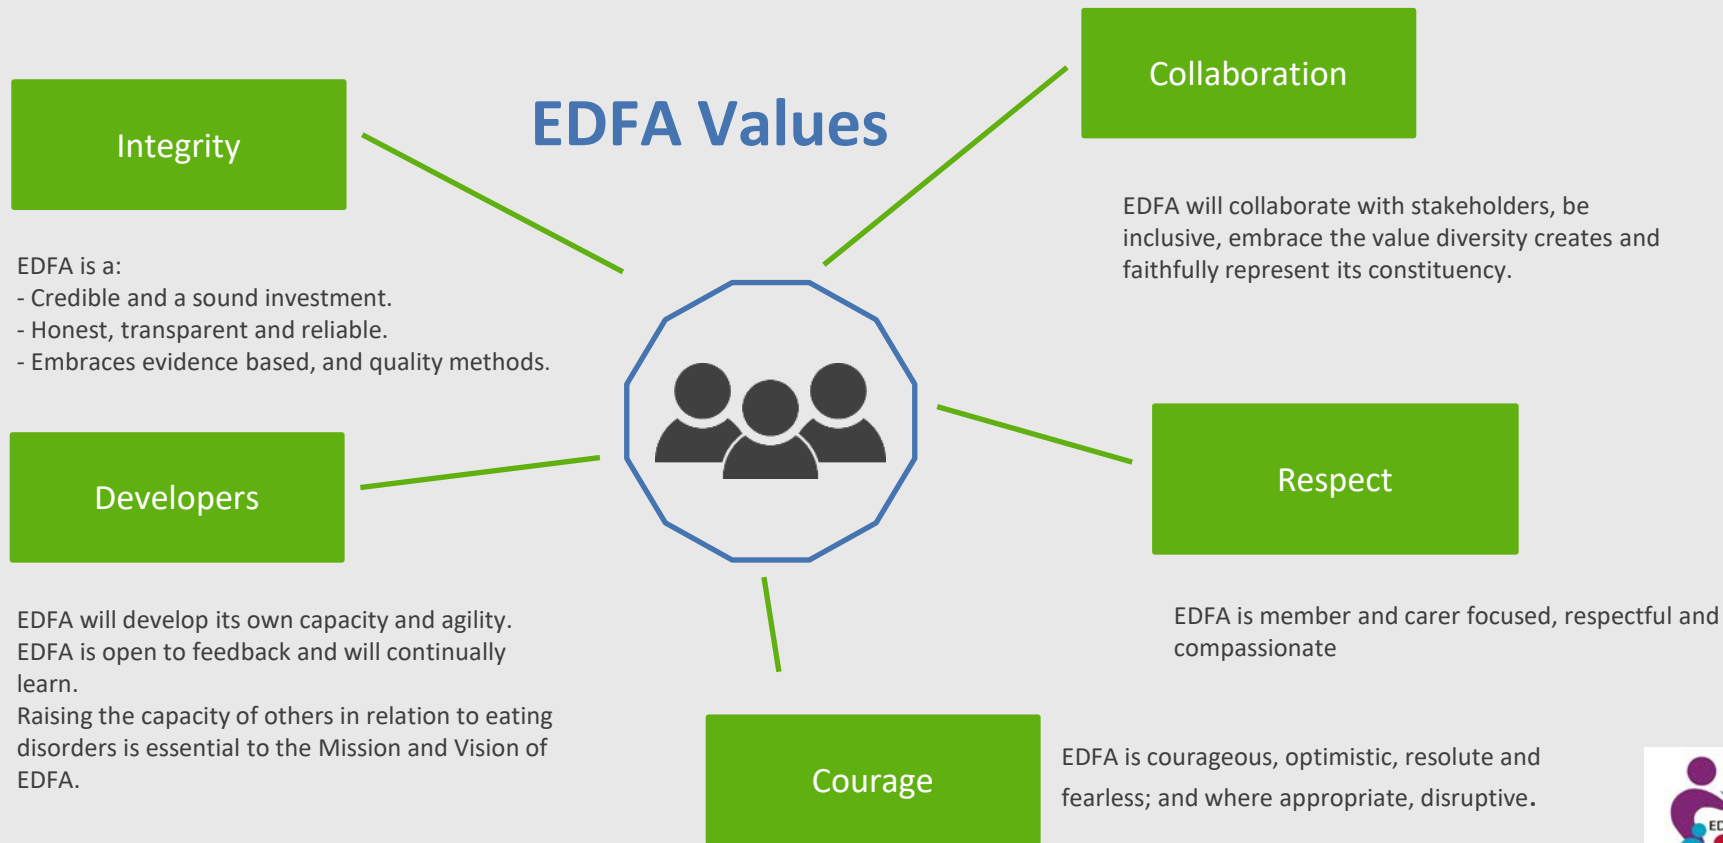 EDFA Values
Integrity
EDFA is a:
- Credible and a sound investment.
- Honest, transparent and reliable.
- Embraces evidence based, and quality methods.
Collaboration
EDFA will collaborate with stakeholders, be
inclusive, embrace the value diversity creates and
faithfully represent its constituency.
Developers
EDFA will develop its own capacity and agility.
EDFA is open to feedback and will continually
learn.
Raising the capacity of others in relation to eating
disorders is essential to the Mission and Vision of
EDFA.
Respect
EDFA is member and carer focused, respectful and
compassionate
Courage
EDFA is courageous, optimistic, resolute and
fearless; and where appropriate, disruptive.